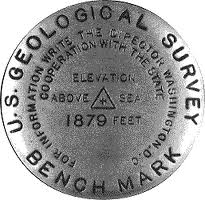 U.S. GEOLOGICAL SURVEY
FOR INFORMATION WRITE THE DIRECTOR WASHINGTON, D.C.
COOPERATION WITH THE STATE
ELEVATION
ABOVE SEA
1879 FEET
BENCH MARK